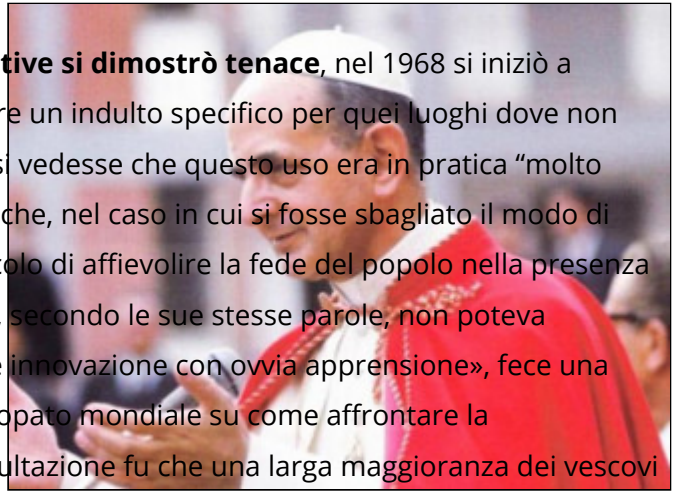 tive si dimostrò tenace, nel 1968 si iniziò a
re un indulto specifico per quei luoghi dove non
si vedesse che questo uso era in pratica “molto
che, nel caso in cui si fosse sbagliato il modo di
colo di affievolire la fede del popolo nella presenza
secondo le sue stesse parole, non poteva
e innovazione con ovvia apprensione», fece una
opato mondiale su come affrontare la
ultazione fu che una larga maggioranza dei vescovi